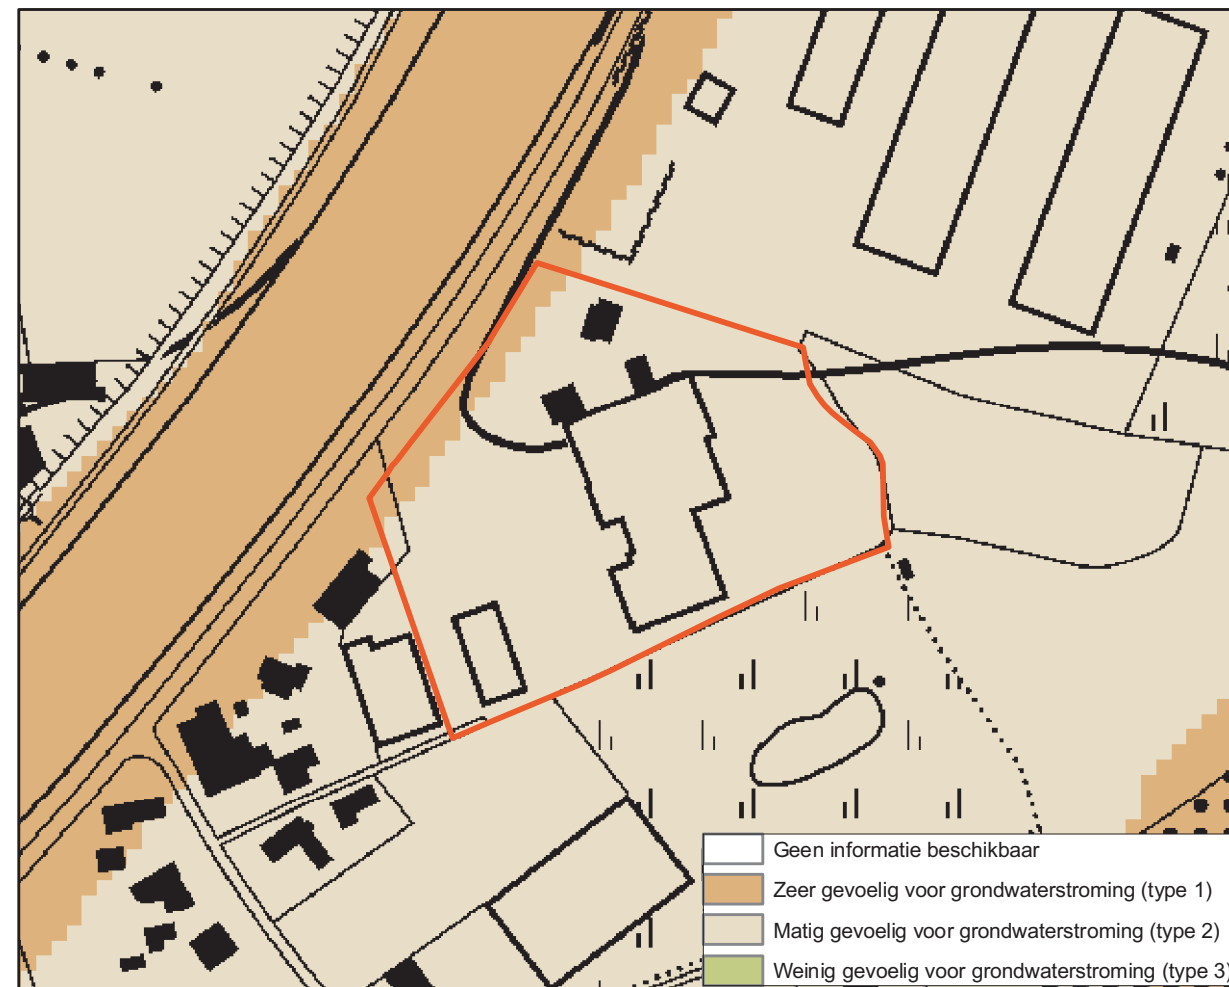 Geen informatie beschikbaar
Zeer gevoelig voor grondwaterstroming (type 1)
Matig gevoelig voor grondwaterstroming (type 2)
Weinig gevoelig voor grondwaterstroming (type 3)